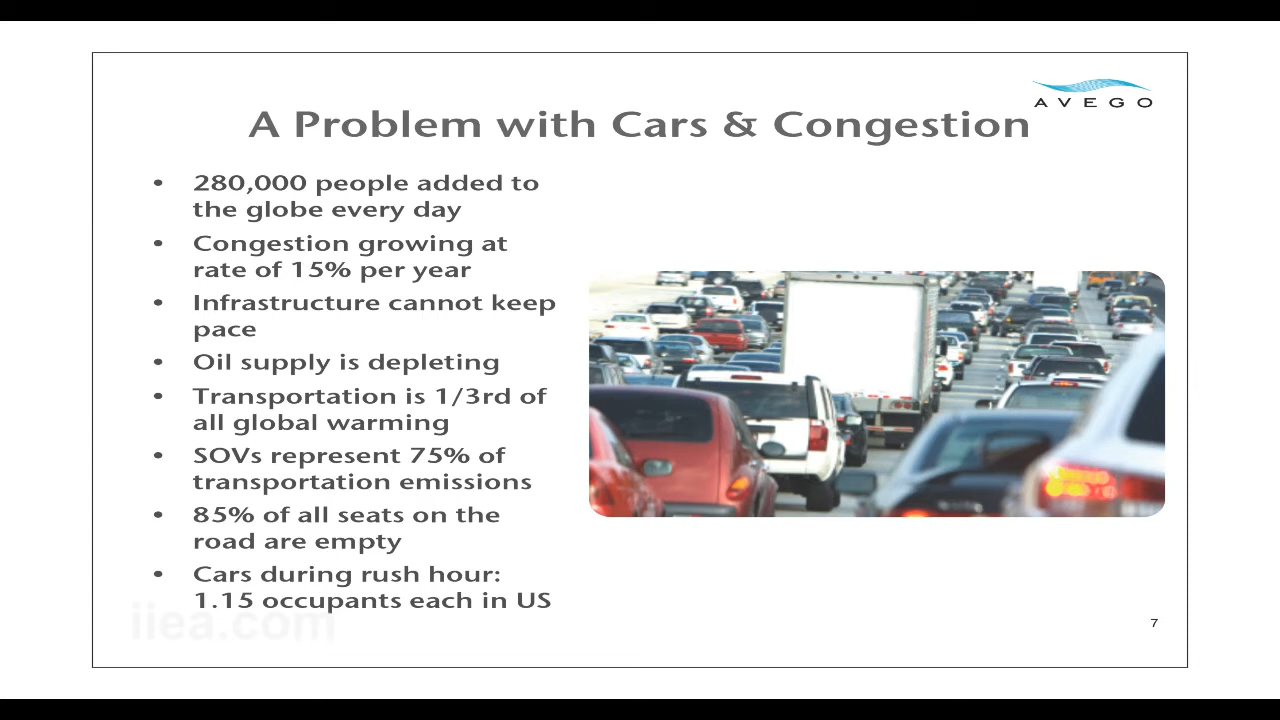 AVEGO
A Problem with Cars & Congestion
• 280,000 people added to
the globe every day
• Congestion growing at
rate of 15% per year
• Infrastructure cannot keep
pace
• Oil supply is depleting
• Transportation is 1/3rd of
all global warming
• SOVs represent 75% of
transportation emissions
• 85% of all seats on the
road are empty
• Cars during rush hour:
1.15 occupants each in US
iiea.com
7